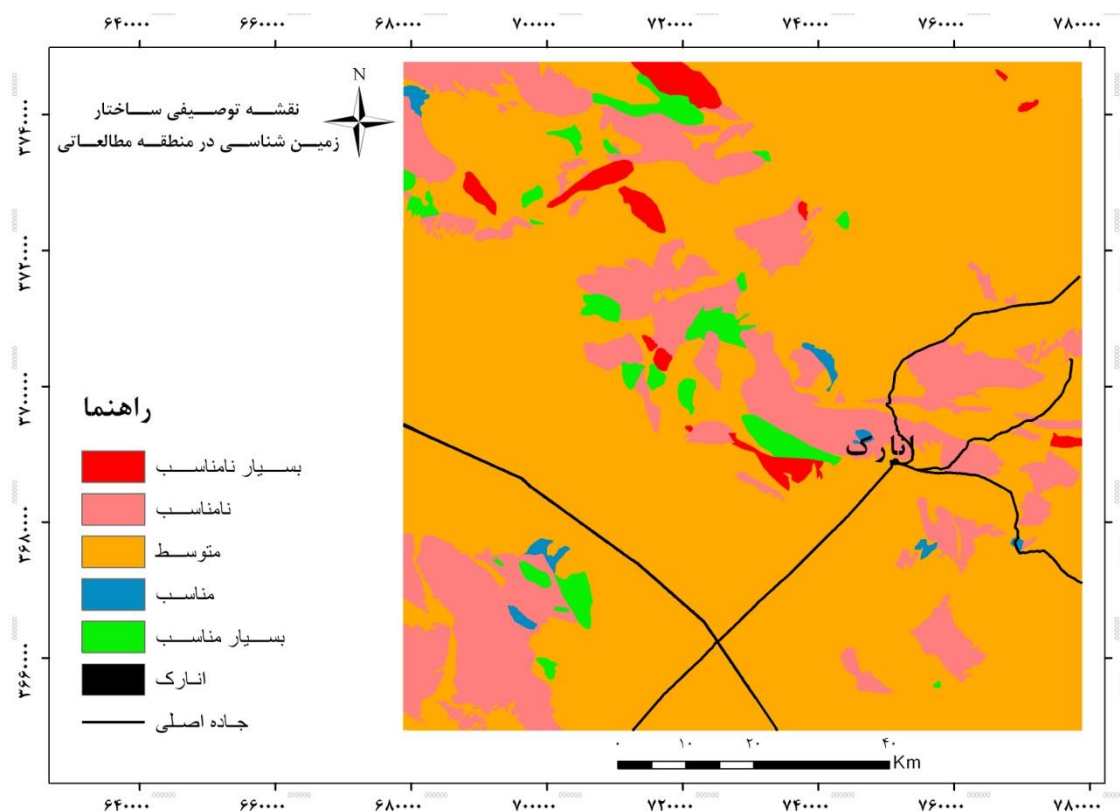 ۶۴۰۰۰۰ ۶۶۰۰۰۰ ۶۸۰۰۰۰ ۷۰۰۰۰۰ ۷۲۰۰۰۰ ۷۴۰۰۰۰ ۷۶۰۰۰۰ ۷۸۰۰۰۰
N
نقشه توصیفی ساختار
زمین شناسی در منطقه مطالعاتی
۳۷۴۰۰۰۰
۳۷۲۰۰۰۰
۳۷۰۰۰۰۰
۳۶۸۰۰۰۰
۳۶۶۰۰۰۰
انارک
راهنما
بسیار نامناسب
نامناسب
متوسط
مناسب
بسیار مناسب
انارک
جاده اصلی
۰ ۱۰ ۲۰ ۴۰
Km
۶۴۰۰۰۰ ۶۶۰۰۰۰ ۶۸۰۰۰۰ ۷۰۰۰۰۰ ۷۲۰۰۰۰ ۷۴۰۰۰۰ ۷۶۰۰۰۰ ۷۸۰۰۰۰